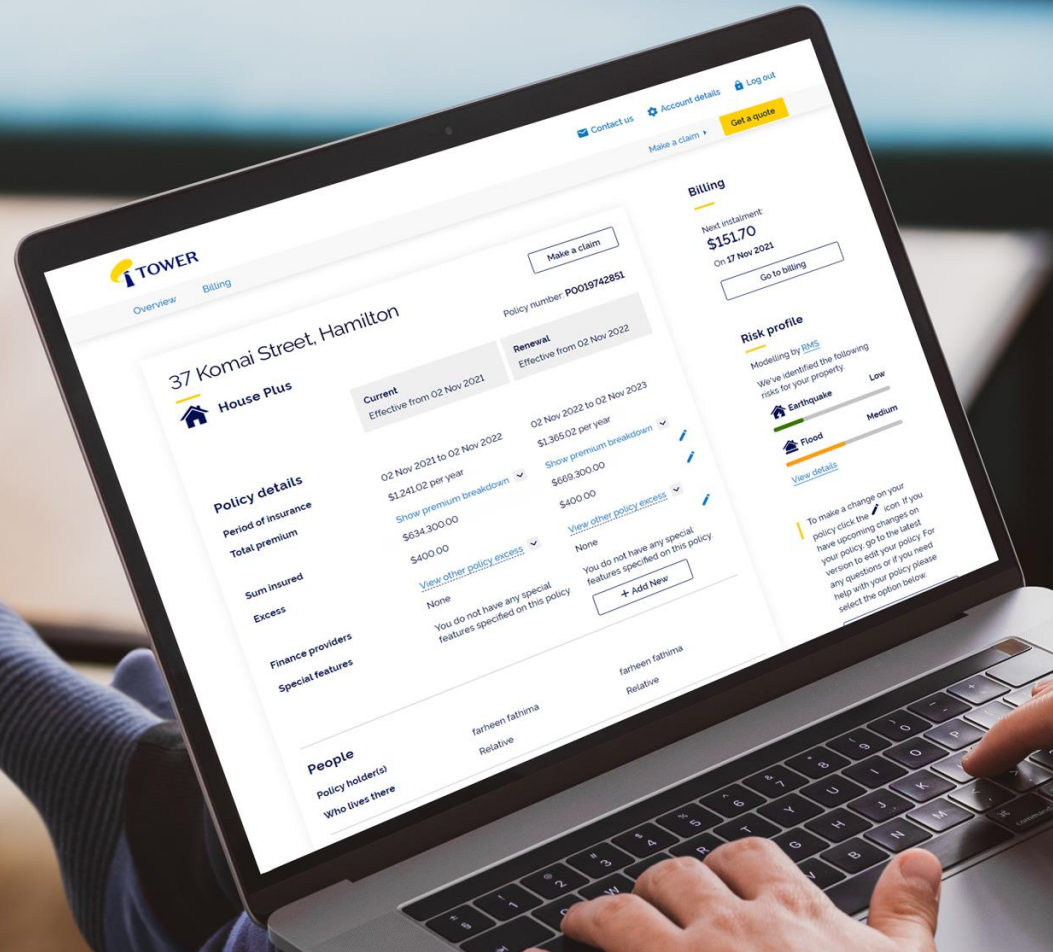 Contact us
Account details
Log out
TOWER
Overview
Billing
Make a claim
Get a quote
37 Komai Street, Hamilton
Make a claim
House Plus
Policy number: P0019742851
Current
Effective from 02 Nov 2021
Renewal
Effective from 02 Nov 2022
Policy details
Period of insurance
02 Nov 2021 to 02 Nov 2022
02 Nov 2022 to 02 Nov 2023
Total premium
$1,241.02 per year
$1,365.02 per year
Show premium breakdown
Show premium breakdown
Sum insured
$634,300.00
$669,300.00
Excess
$400.00
$400.00
View other policy excess
View other policy excess
Finance providers
None
None
Special features
You do not have any special
features specified on this policy
You do not have any special
features specified on this policy
+ Add New
People
Policy holder(s)
farheen fathima
farheen fathima
Who lives there
Relative
Relative
Billing
Next instalment:
$151.70
On 17 Nov 2021
Go to billing
Risk profile
Modelling by RMS
We've identified the following
risks for your property.
Earthquake
Low
Flood
Medium
View details
To make a change on your
policy click the icon. If you
have upcoming changes on
your policy, go to the latest
version to edit your policy. For
any questions or if you need
help with your policy please
select the option below.